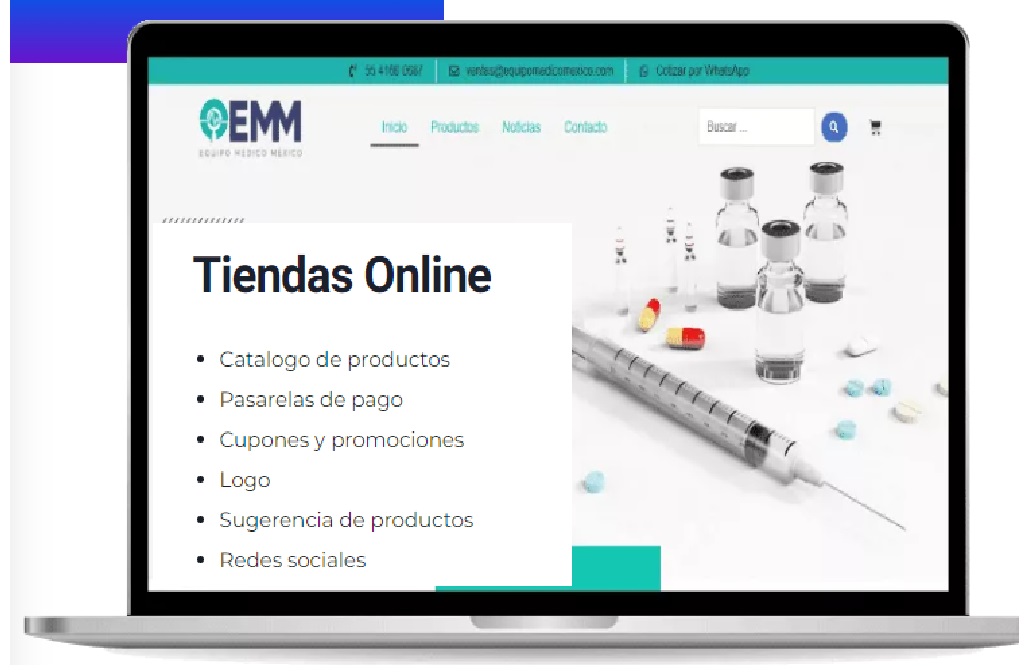 55 4166 0687 ventas@equipomedicomexico.com Cotizar por WhatsApp
EMM
EQUIPO MEDICO MÉXICO
Inicio Productos Noticias Contacto
Buscar ...
Tiendas Online
• Catalogo de productos
• Pasarelas de pago
• Cupones y promociones
• Logo
• Sugerencia de productos
• Redes sociales